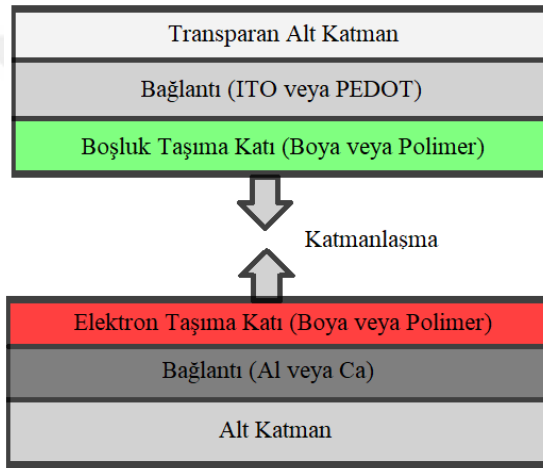 Transparan Alt Katman
Bağlantı (ITO veya PEDOT)
Boşluk Taşıma Katı (Boya veya Polimer)
Katmanlaşma
Elektron Taşıma Katı (Boya veya Polimer)
Bağlantı (Al veya Ca)
Alt Katman